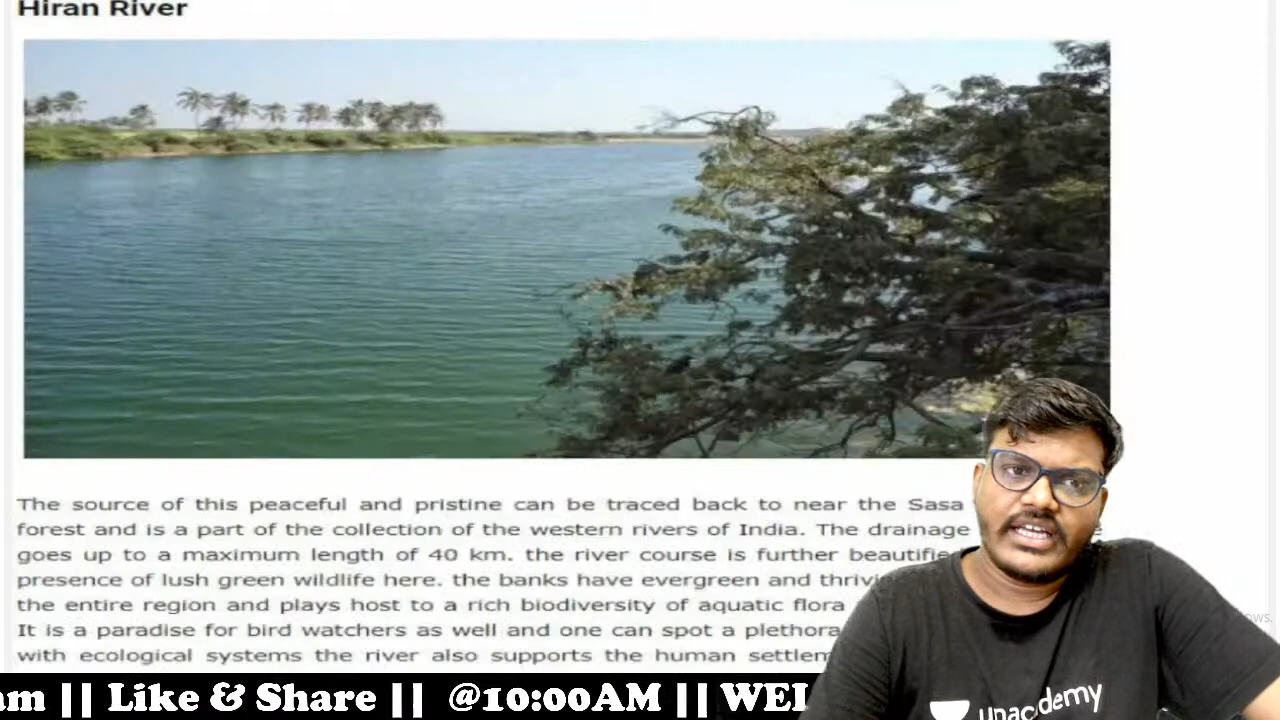 Hiran River
The source of this peaceful and pristine can be traced back to near the Sasa
forest and is a part of the collection of the western rivers of India. The drainage
goes up to a maximum length of 40 km. the river course is further
presence of lush green wildlife here. the banks have evergreen and
the entire region and plays host to a rich biodiversity of aquatic flora
It is a paradise for bird watchers as well and one can spot a plethora
with ecological systems the river also supports the human
am || Like & Share || @10:00AM ||
unacademy